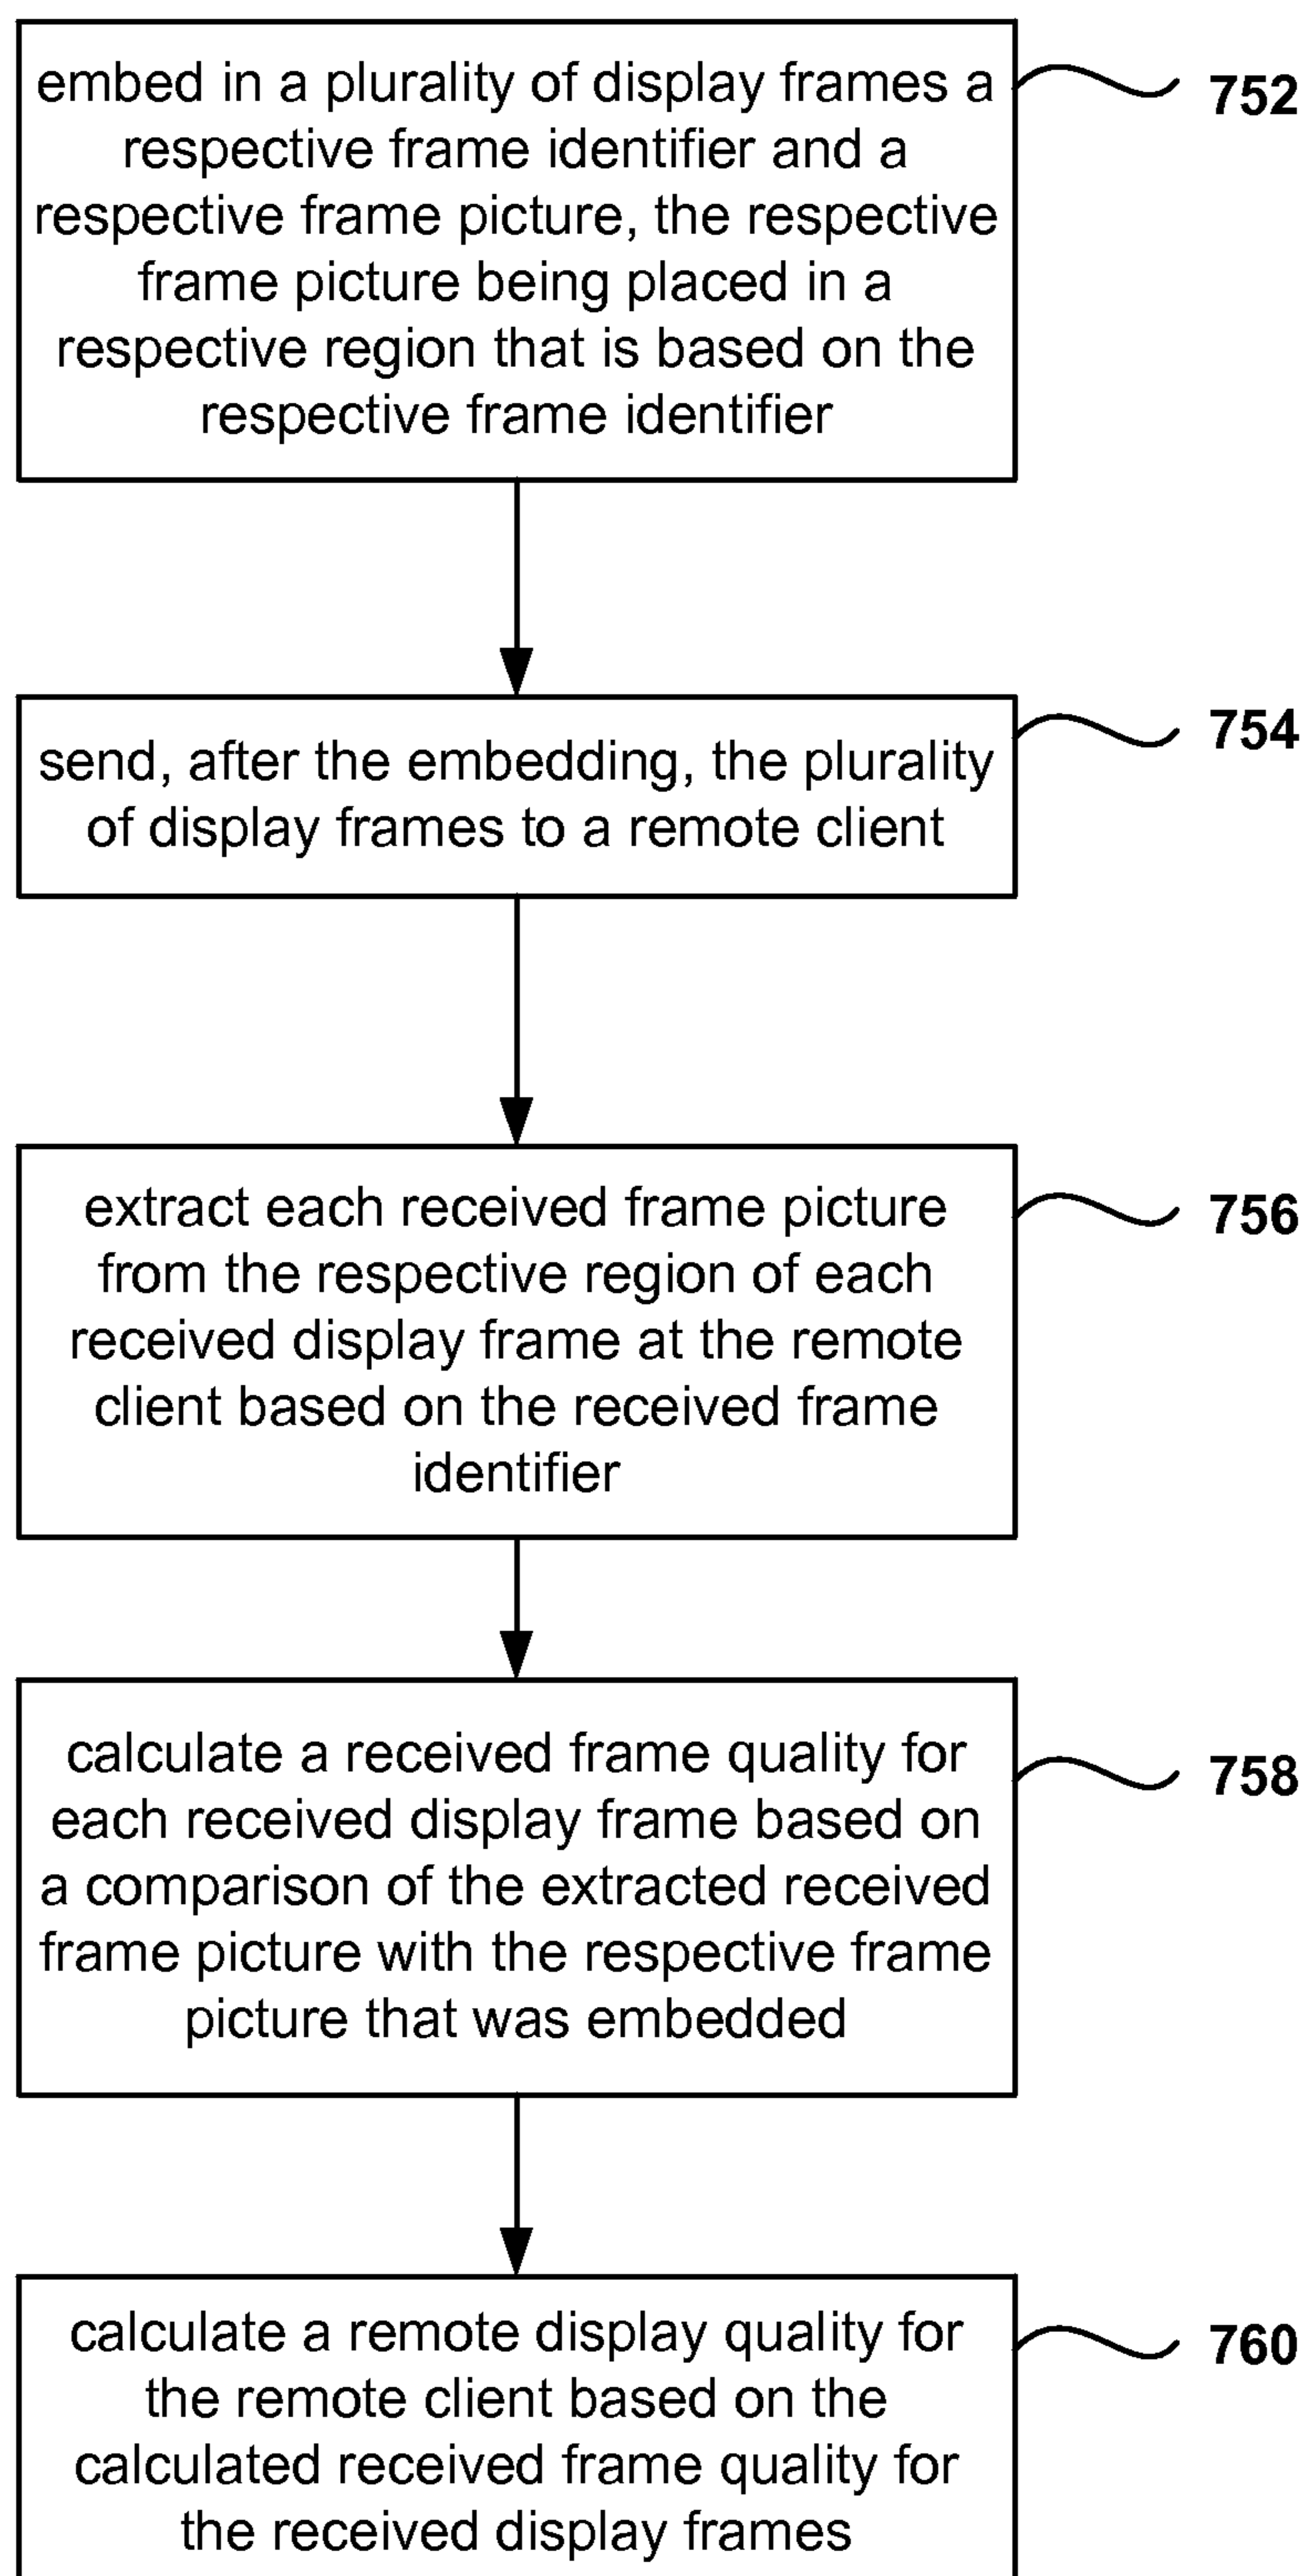 embed in a plurality of display frames a
respective frame identifier and a
respective frame picture, the respective
frame picture being placed in a
respective region that is based on the
respective frame identifier
752
send, after the embedding, the plurality
of display frames to a remote client
754
extract each received frame picture
from the respective region of each
received display frame at the remote
client based on the received frame
identifier
756
calculate a received frame quality for
each received display frame based on
a comparison of the extracted received
frame picture with the respective frame
picture that was embedded
758
calculate a remote display quality for
the remote client based on the
calculated received frame quality for
the received display frames
760